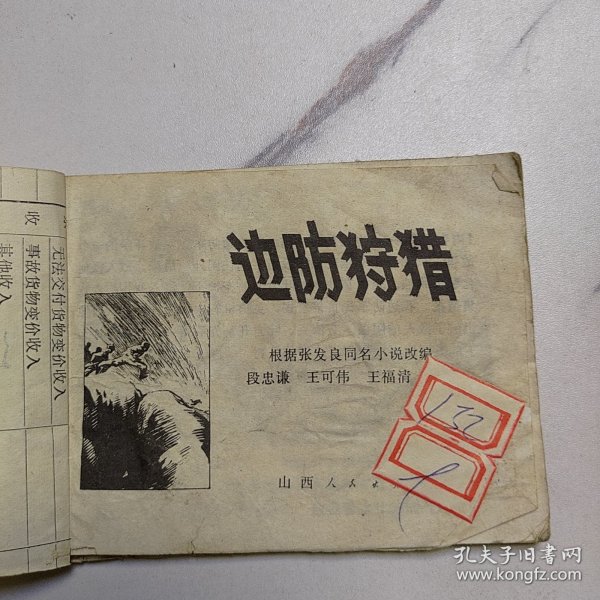 收
无法交付货物变价收入
事故货物变价收入
其他收入
边防狩猎
根据张发良同名小说改编
段忠谦 王可伟 王福清
山西人民
132
孔夫子旧书网
www.kongfz.com